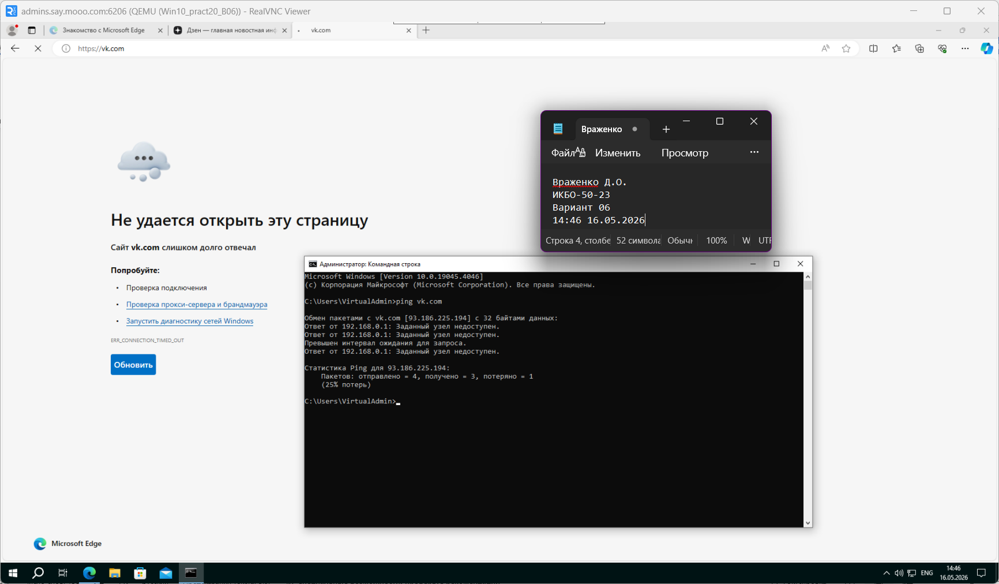 admins.say.mooo.com:6206 (QEMU (Win10_pract20_B06)) - RealVNC Viewer
Знакомство с Microsoft Edge
Дзен — главная новостная инф
vk.com
https://vk.com
Не удается открыть эту страницу
Сайт vk.com слишком долго отвечал
Попробуйте:
• Проверка подключения
• Проверка прокси-сервера и брандмауэра
• Запустить диагностику сетей Windows
ERR_CONNECTION_TIMED_OUT
Обновить
Microsoft Edge
Враженко
Файл Изменить Просмотр
Враженко Д.О.
ИКБО-50-23
Вариант 06
14:46 16.05.2026
Строка 4, столбе 52 символа Обычн 100% W UTF
Администратор: Командная строка
Microsoft Windows [Version 10.0.19045.4046]
(c) Корпорация Майкрософт (Microsoft Corporation). Все права защищены.
C:\Users\VirtualAdmin>ping vk.com
Обмен пакетами с vk.com [93.186.225.194] с 32 байтами данных:
Ответ от 192.168.0.1: Заданный узел недоступен.
Ответ от 192.168.0.1: Заданный узел недоступен.
Превышен интервал ожидания для запроса.
Ответ от 192.168.0.1: Заданный узел недоступен.
Статистика Ping для 93.186.225.194:
Пакетов: отправлено = 4, получено = 3, потеряно = 1
(25% потерь)
C:\Users\VirtualAdmin>
ENG
14:46
16.05.2026